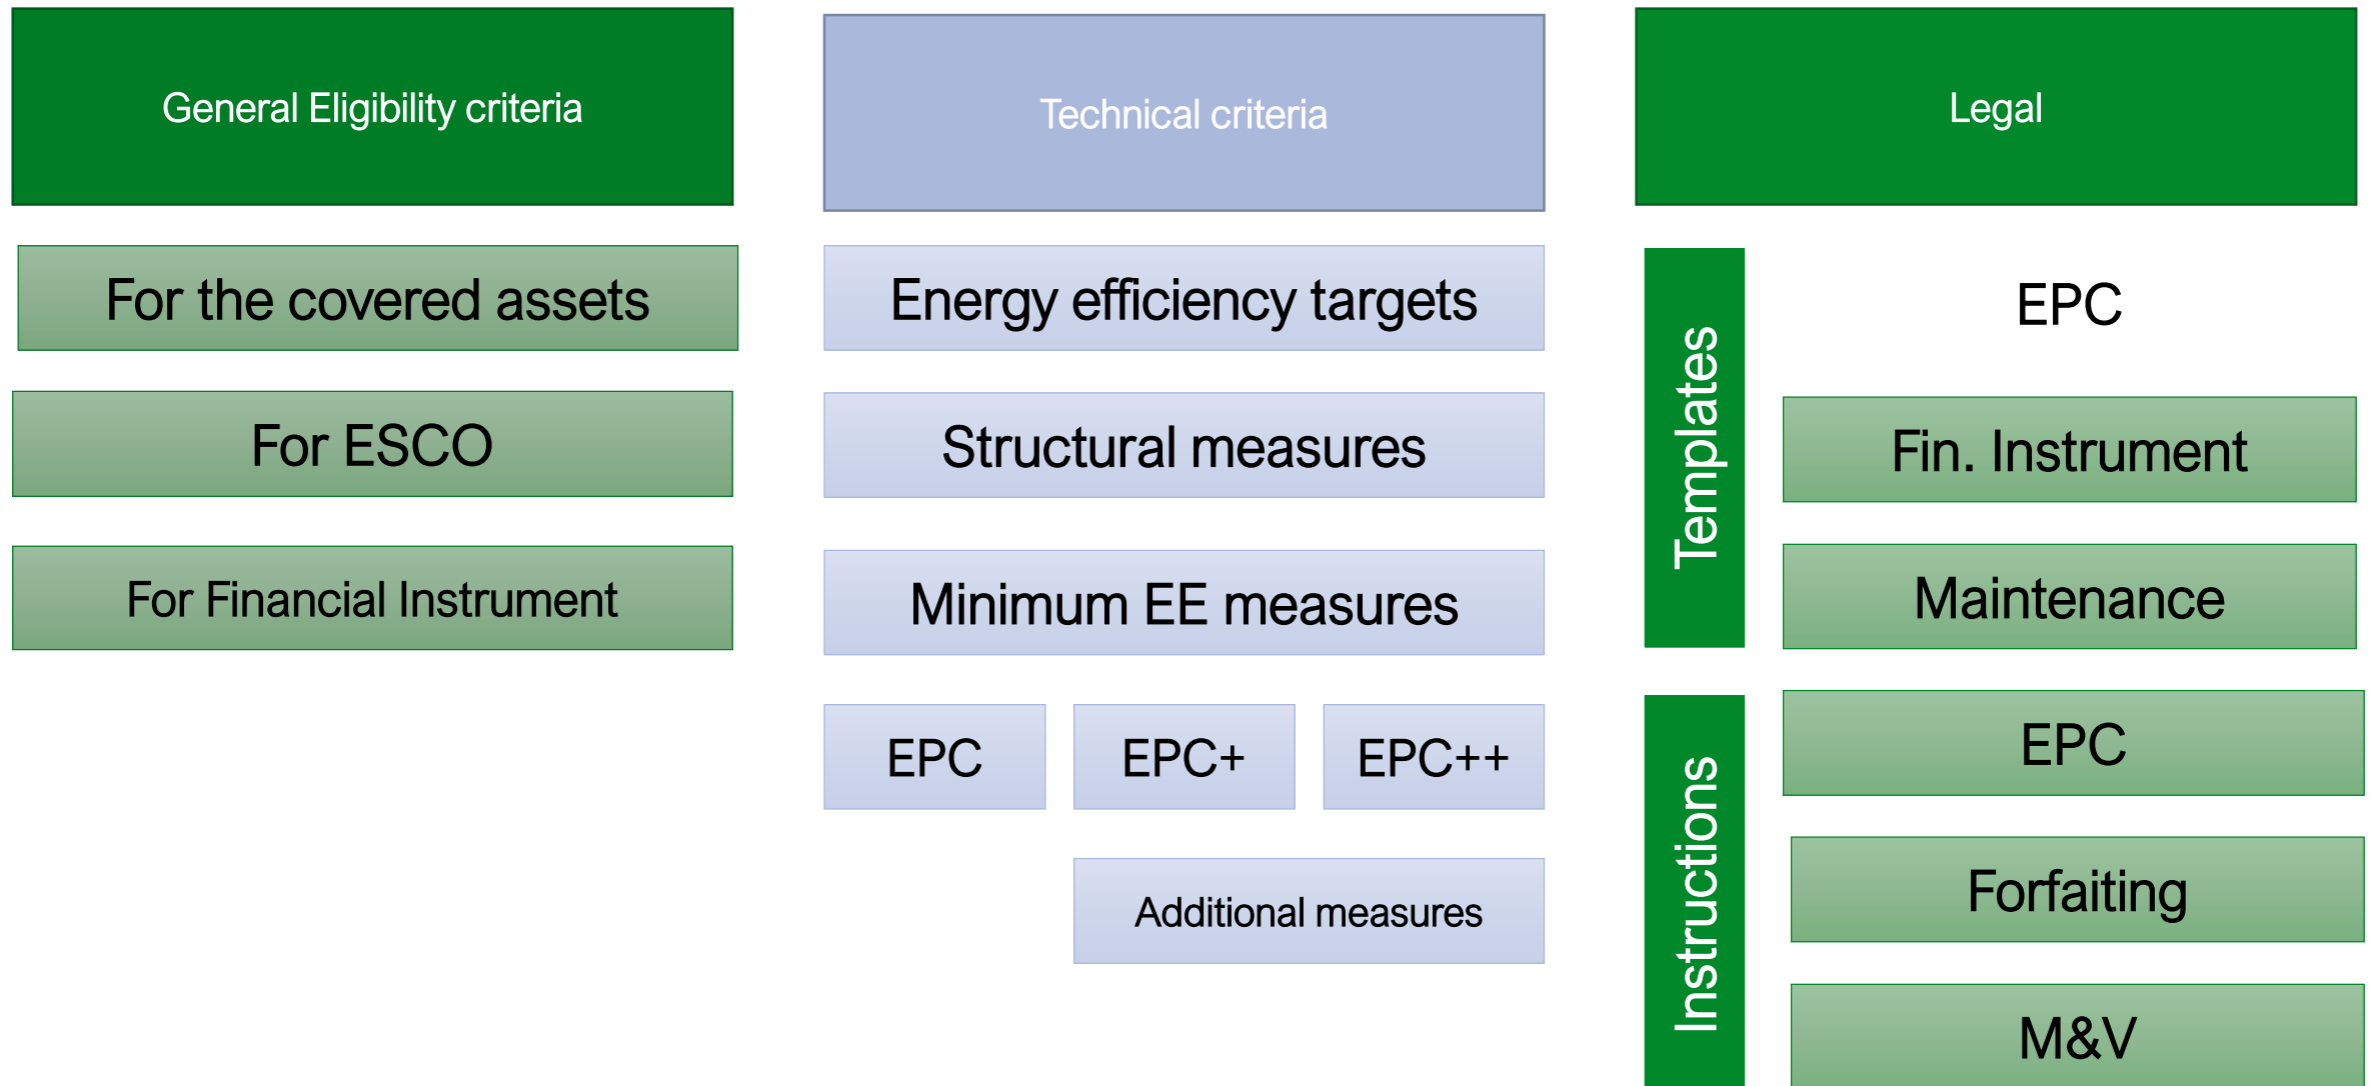 General Eligibility criteria
For the covered assets
For ESCO
For Financial Instrument
Technical criteria
Energy efficiency targets
Structural measures
Minimum EE measures
EPC
EPC+
EPC++
Additional measures
Legal
Templates
EPC
Fin. Instrument
Maintenance
Instructions
EPC
Forfaiting
M&V